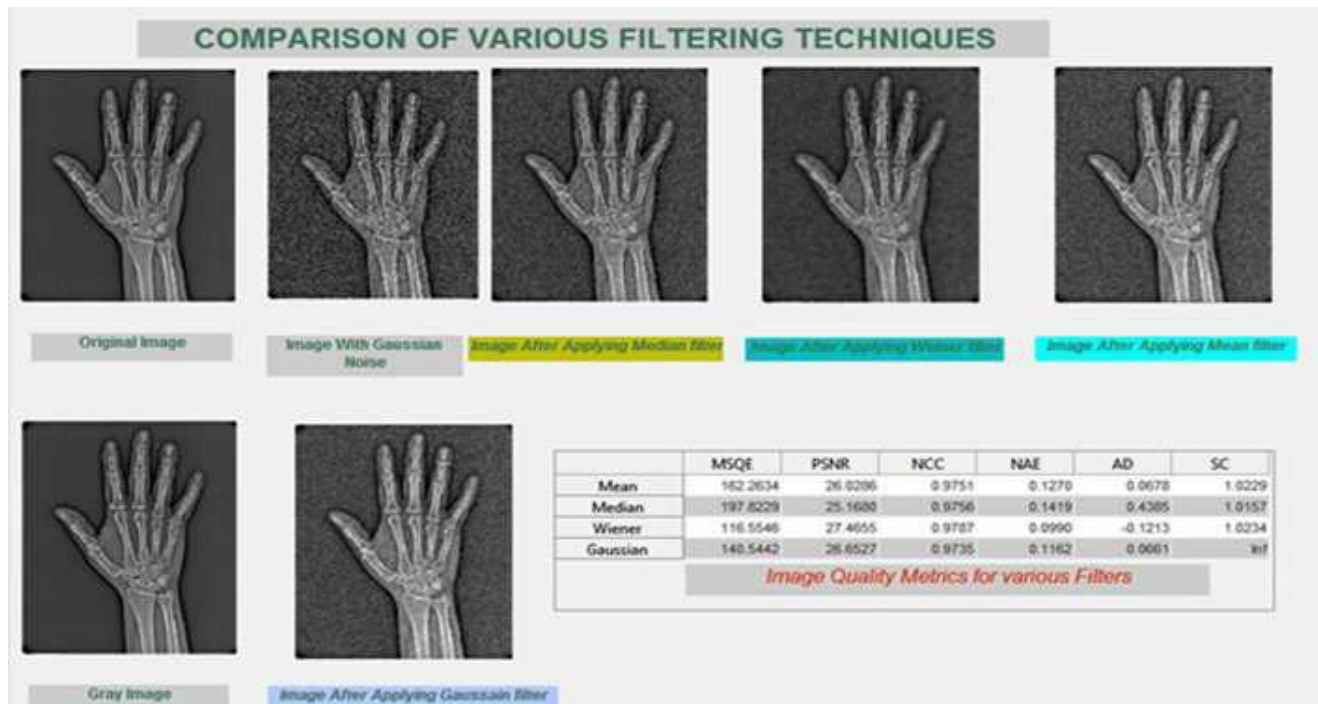 COMPARISON OF VARIOUS FILTERING TECHNIQUES
Original Image
Image With Gaussian
Noise
Image After Applying Median filter
Image After Applying filter
Image After Applying Mean filter
MSQE PSNR NCC NAE AD SC
Mean 162.2634 26.0286 0.9751 0.1270 0.0678 1.0229
Median 197.8229 25.1680 0.9756 0.1419 0.4385 1.0157
Wiener 116.5546 27.4655 0.9787 0.0990 -0.1213 1.0234
Gaussian 140.5442 26.6527 0.9735 0.1162 0.0661 Inf
Image Quality Metrics for various Filters
Gray Image
Image After Applying Gaussain filter